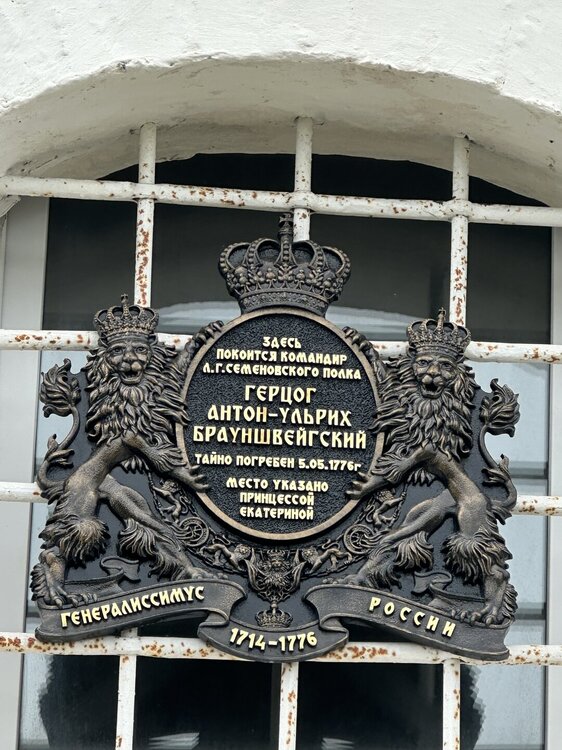 ЗДЕСЬ
ПОКОИТСЯ КОМАНДИР
Л.Г.СЕМЕНОВСКОГО ПОЛКА
ГЕРЦОГ
АНТОН-УЛЬРИХ
БРАУНШВЕЙГСКИЙ
ТАЙНО ПОГРЕБЕН 5.05.1776г
МЕСТО УКАЗАНО
ПРИНЦЕССОЙ
ЕКАТЕРИНОЙ
ГЕНЕРАЛИССИМУС
РОССИИ
1714-1776